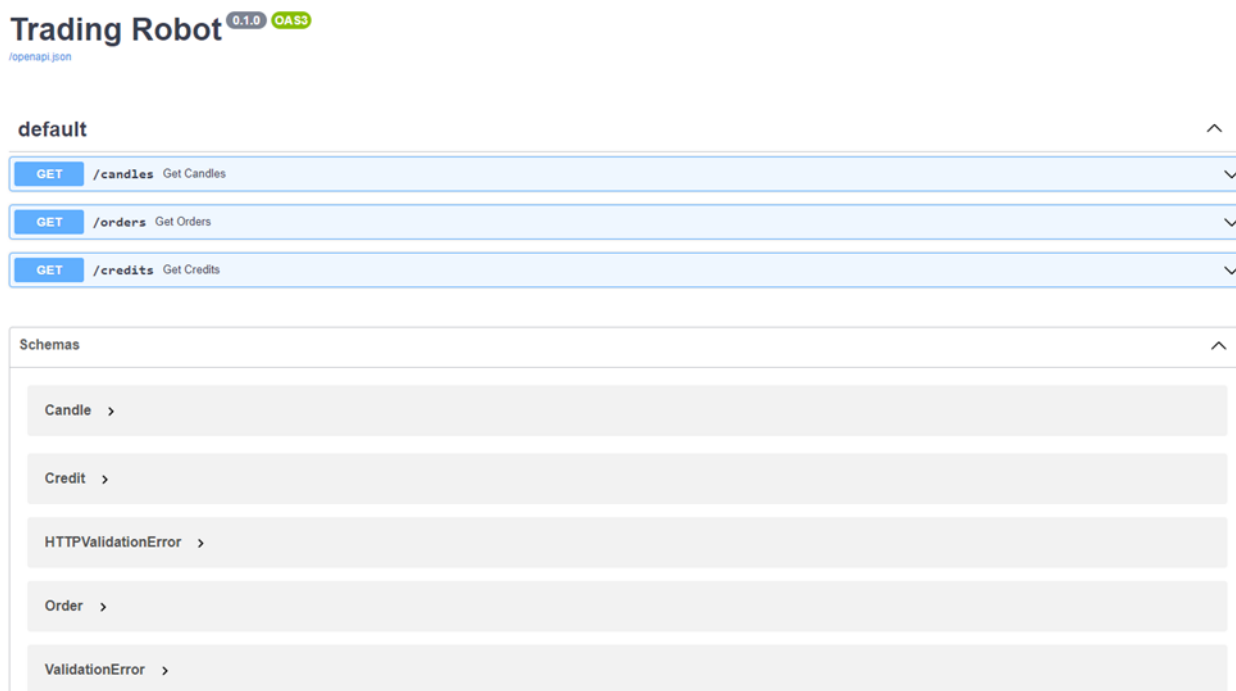 Trading Robot 0.1.0 OAS3
/openapi.json
default
GET /candles Get Candles
GET /orders Get Orders
GET /credits Get Credits
Schemas
Candle
Credit
HTTPValidationError
Order
ValidationError